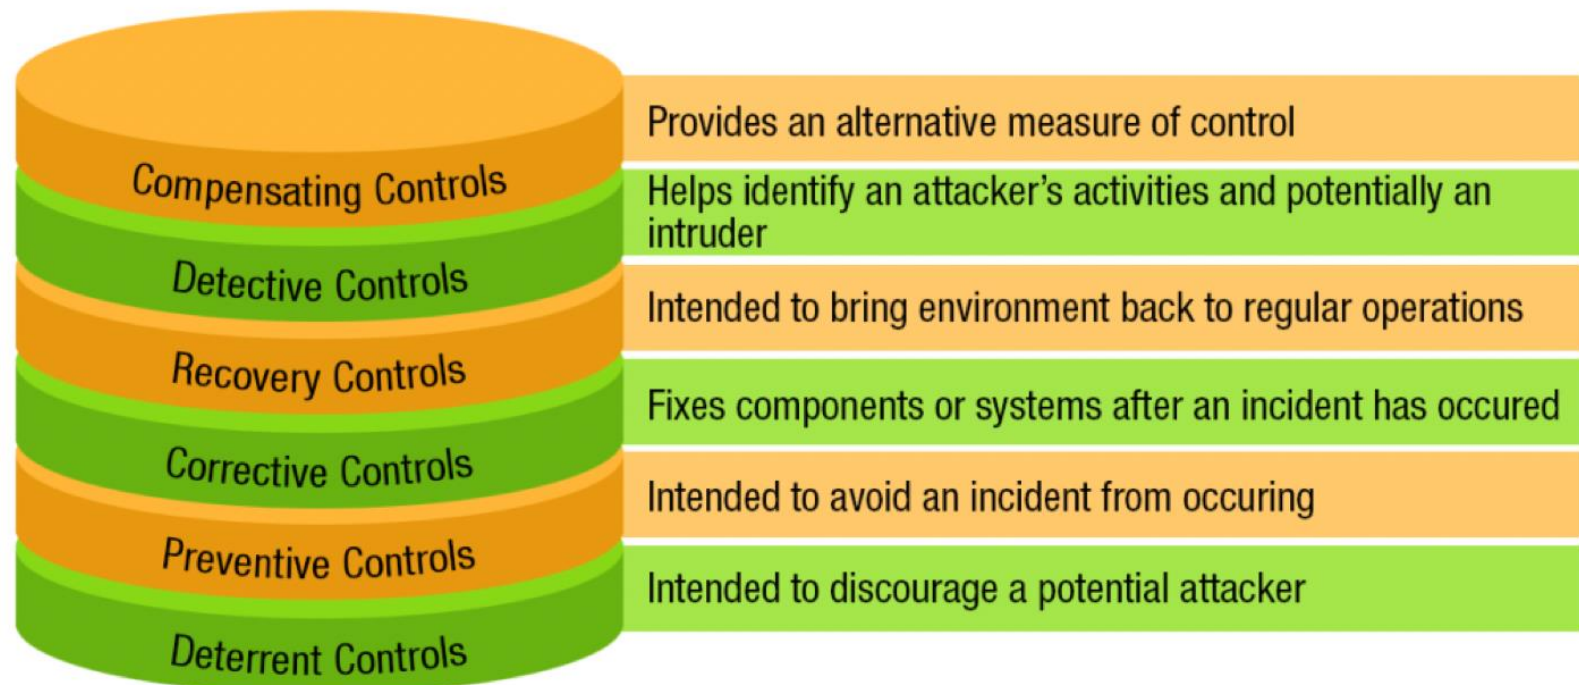 Compensating Controls
Provides an alternative measure of control
Detective Controls
Helps identify an attacker’s activities and potentially an
intruder
Recovery Controls
Intended to bring environment back to regular operations
Corrective Controls
Fixes components or systems after an incident has occured
Preventive Controls
Intended to avoid an incident from occuring
Deterrent Controls
Intended to discourage a potential attacker